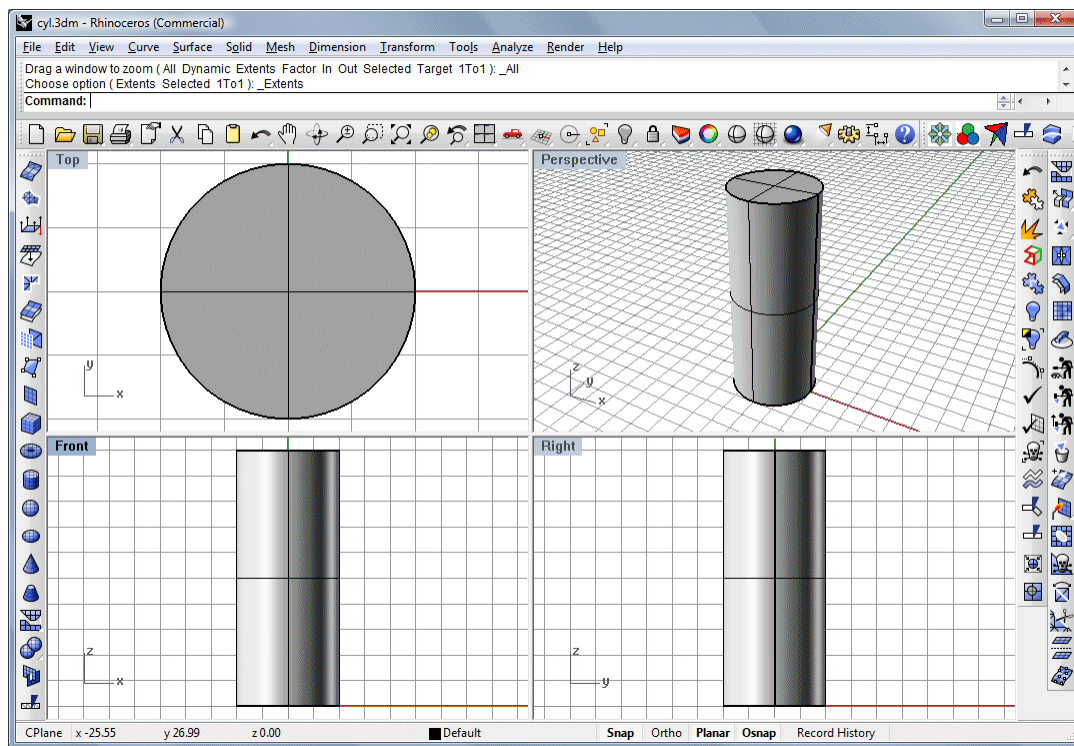 cyl.3dm - Rhinoceros (Commercial)
File Edit View Curve Surface Solid Mesh Dimension Transform Tools Analyze Render Help
Drag a window to zoom ( All Dynamic Extents Factor In Out Selected Target 1To1 ): _All
Choose option ( Extents Selected 1To1 ): _Extents
Command:
Top
Perspective
y
x
z
y
x
Front
Right
z
x
z
y
CPlane x -25.55 y 26.99 z 0.00 Default Snap Ortho Planar Osnap Record History